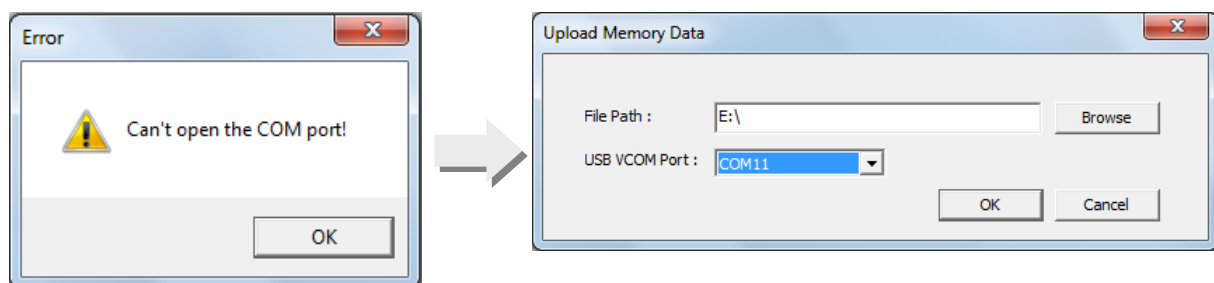 Error
Can't open the COM port!
OK
Upload Memory Data
File Path :
E:\
Browse
USB VCOM Port :
COM11
OK
Cancel